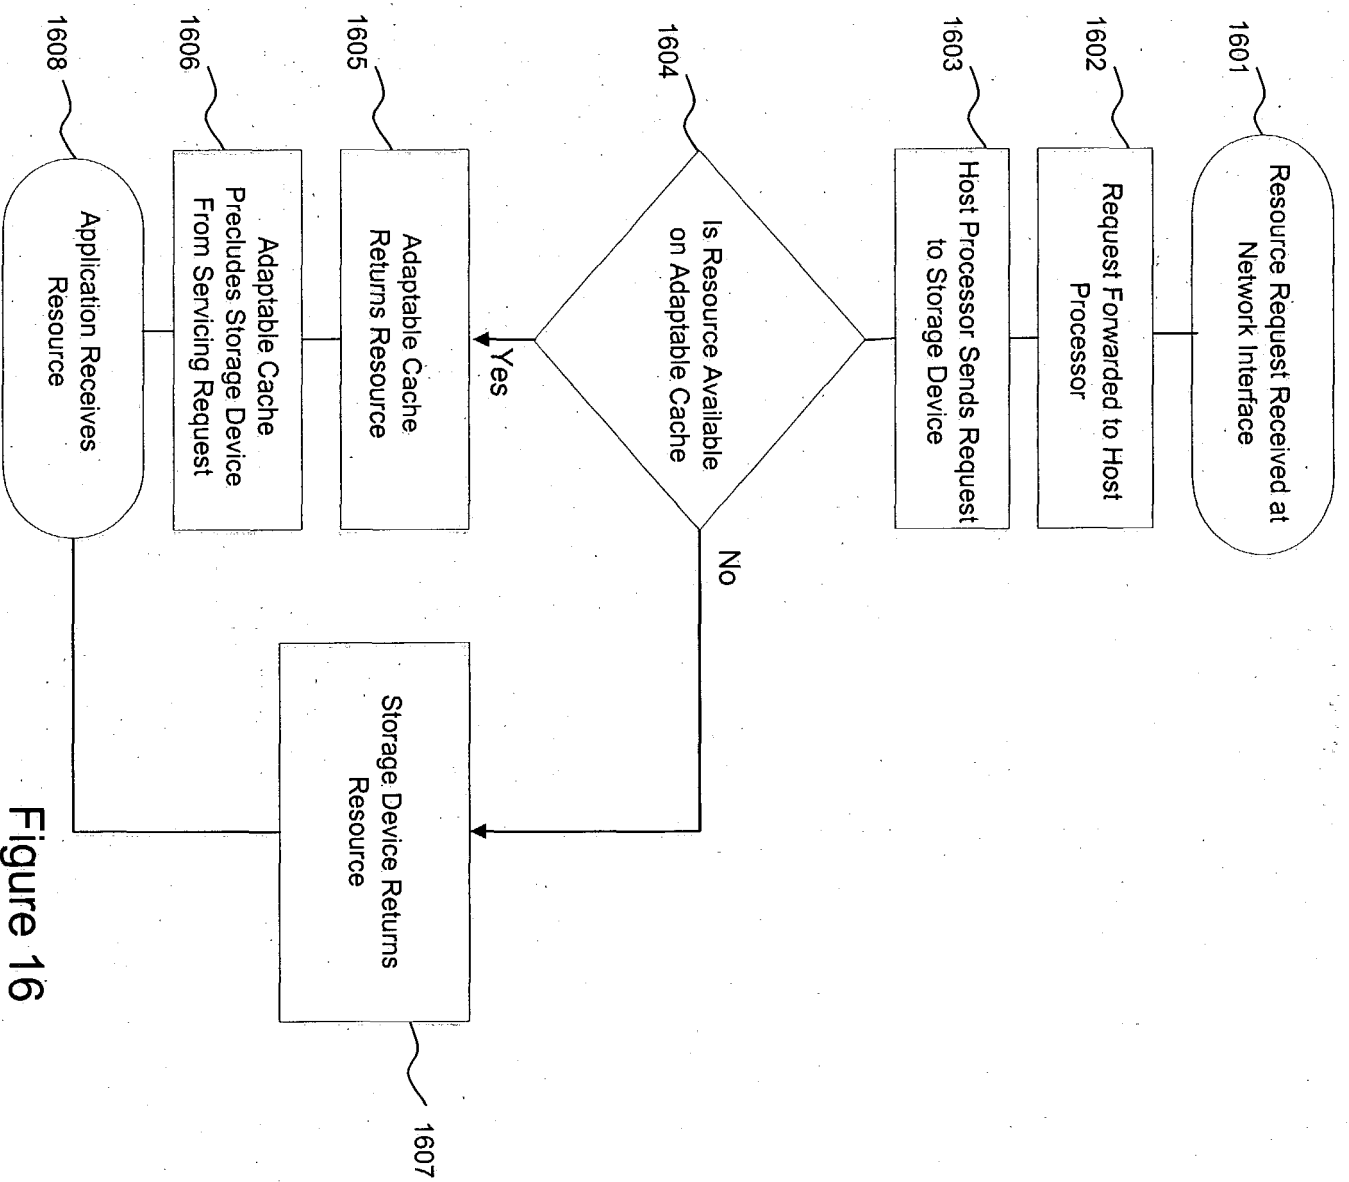 1601
Resource Request Received at
Network Interface
1602
Request Forwarded to Host
Processor
1603
Host Processor Sends Request
to Storage Device
1604
Is Resource Available
on Adaptable Cache
Yes
No
1605
Adaptable Cache
Returns Resource
1606
Adaptable Cache
Precludes Storage Device
From Servicing Request
Storage Device Returns
Resource
1607
1608
Application Receives
Resource
Figure 16